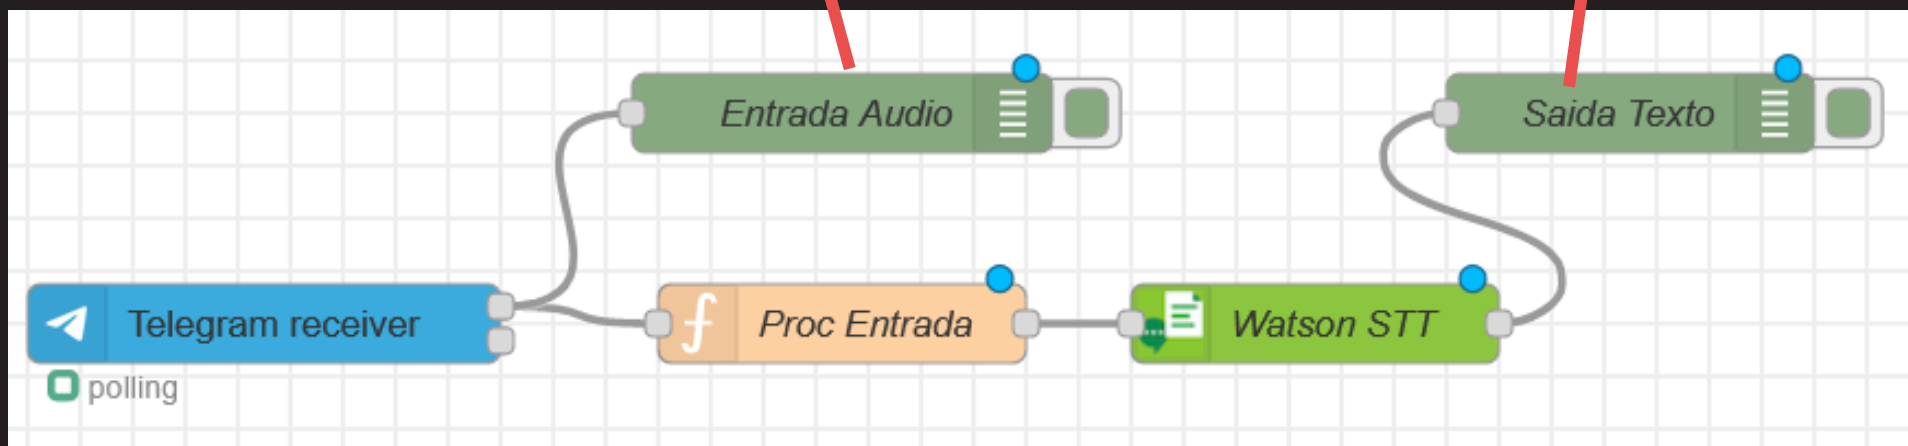 Entrada Audio
Saida Texto
Telegram receiver
Proc Entrada
Watson STT
polling